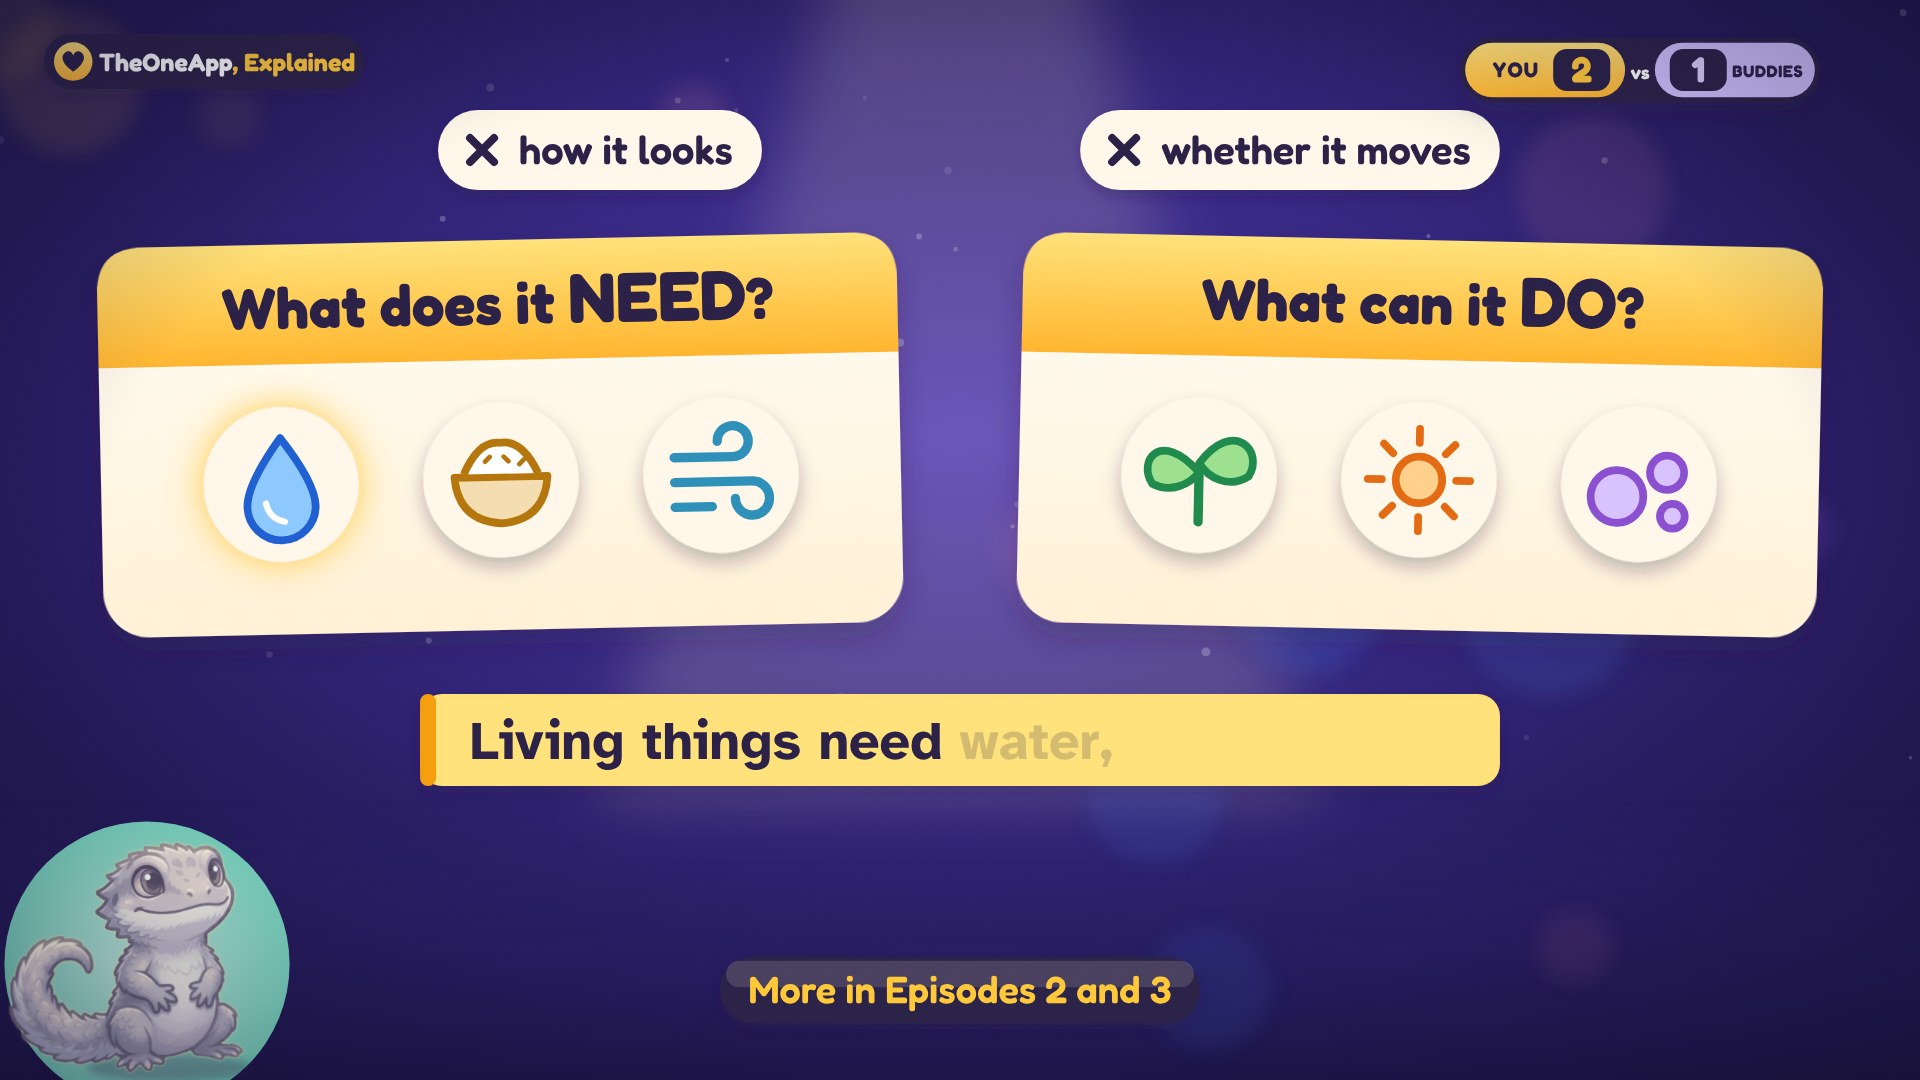 TheOneApp, Explained
YOU 2 vs 1 BUDDIES
how it looks
whether it moves
What does it NEED?
What can it DO?
Living things need water,
More in Episodes 2 and 3